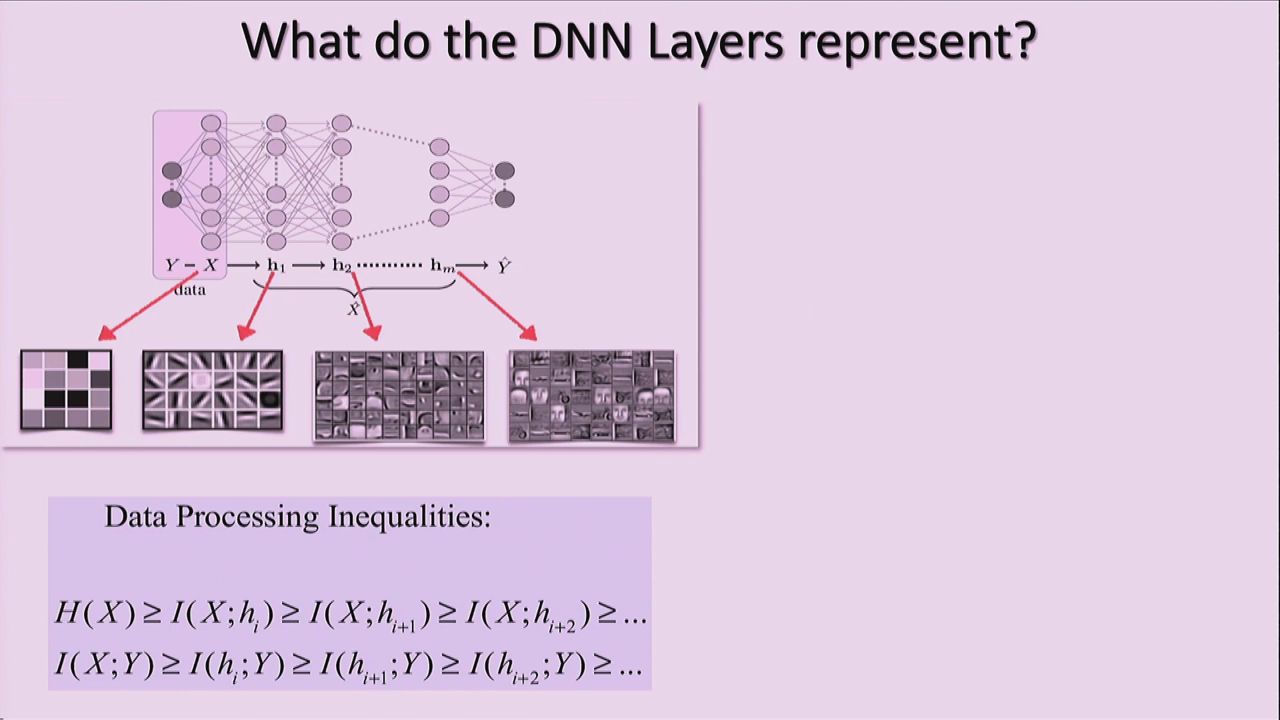 What do the DNN Layers represent?
Y – X → h₁ → h₂ ⋯⋯⋯ hₘ → Ŷ
data
X̂
Data Processing Inequalities:
H(X) ≥ I(X;hᵢ) ≥ I(X;hᵢ₊₁) ≥ I(X;hᵢ₊₂) ≥ ...
I(X;Y) ≥ I(hᵢ;Y) ≥ I(hᵢ₊₁;Y) ≥ I(hᵢ₊₂;Y) ≥ ...